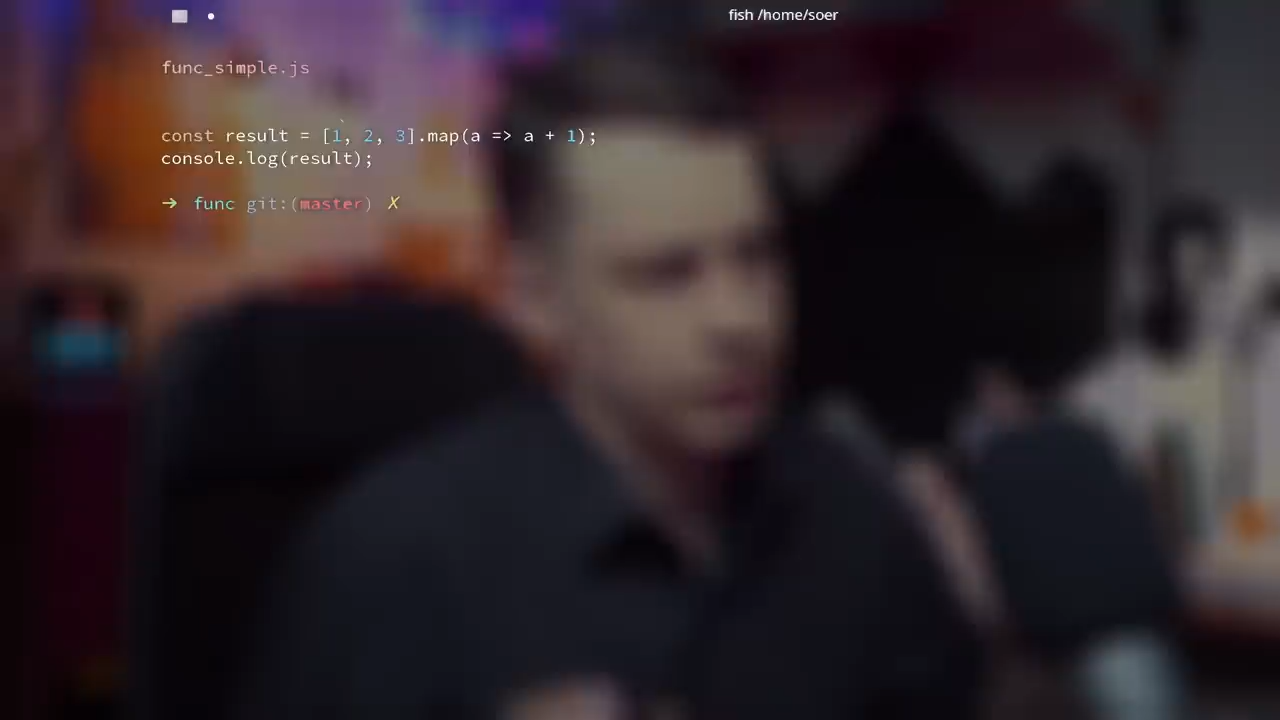 fish /home/soer
func_simple.js
const result = [1, 2, 3].map(a => a + 1);
console.log(result);
➔ func git:(master) ✗